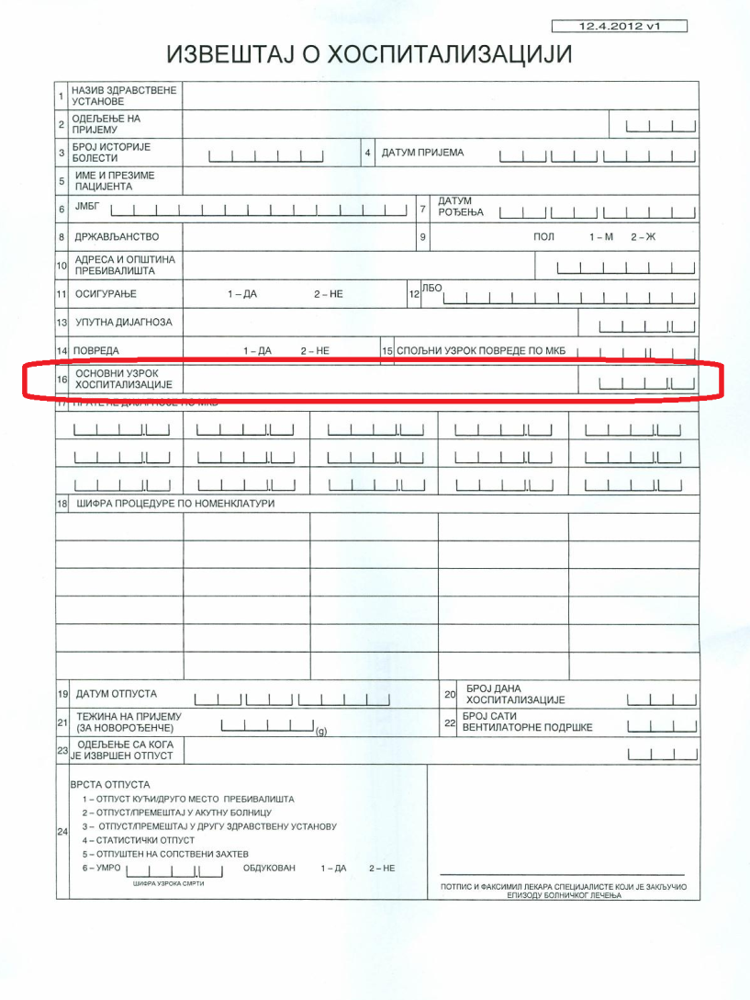 12.4.2012 v1
ИЗВЕШТАЈ О ХОСПИТАЛИЗАЦИЈИ
1 НАЗИВ ЗДРАВСТВЕНЕ
УСТАНОВЕ
2 ОДЕЉЕЊЕ НА
ПРИЈЕМУ
3 БРОЈ ИСТОРИЈЕ
БОЛЕСТИ
4 ДАТУМ ПРИЈЕМА
5 ИМЕ И ПРЕЗИМЕ
ПАЦИЈЕНТА
6 ЈМБГ
7 ДАТУМ
РОЂЕЊА
8 ДРЖАВЉАНСТВО
9 ПОЛ 1 – М 2 – Ж
10 АДРЕСА И ОПШТИНА
ПРЕБИВАЛИШТА
11 ОСИГУРАЊЕ 1 – ДА 2 – НЕ
12 ЛБО
13 УПУТНА ДИЈАГНОЗА
14 ПОВРЕДА 1 – ДА 2 – НЕ
15 СПОЉНИ УЗРОК ПОВРЕДЕ ПО МКБ
16 ОСНОВНИ УЗРОК
ХОСПИТАЛИЗАЦИЈЕ
17 ПРАТЕЋЕ ДИЈАГНОЗЕ ПО МКБ
18 ШИФРА ПРОЦЕДУРЕ ПО НОМЕНКЛАТУРИ
19 ДАТУМ ОТПУСТА
20 БРОЈ ДАНА
ХОСПИТАЛИЗАЦИЈЕ
21 ТЕЖИНА НА ПРИЈЕМУ
(ЗА НОВОРОЂЕНЧЕ) (g)
22 БРОЈ САТИ
ВЕНТИЛАТОРНЕ ПОДРШКЕ
23 ОДЕЉЕЊЕ СА КОГА
ЈЕ ИЗВРШЕН ОТПУСТ
24 ВРСТА ОТПУСТА
1 – ОТПУСТ КУЋИ/ДРУГО МЕСТО ПРЕБИВАЛИШТА
2 – ОТПУСТ/ПРЕМЕШТАЈ У АКУТНУ БОЛНИЦУ
3 – ОТПУСТ/ПРЕМЕШТАЈ У ДРУГУ ЗДРАВСТВЕНУ УСТАНОВУ
4 – СТАТИСТИЧКИ ОТПУСТ
5 – ОТПУШТЕН НА СОПСТВЕНИ ЗАХТЕВ
6 – УМРО ОБДУКОВАН 1 – ДА 2 – НЕ
ШИФРА УЗРОКА СМРТИ
ПОТПИС И ФАКСИМИЛ ЛЕКАРА СПЕЦИЈАЛИСТЕ КОЈИ ЈЕ ЗАКЉУЧИО
ЕПИЗОДУ БОЛНИЧКОГ ЛЕЧЕЊА